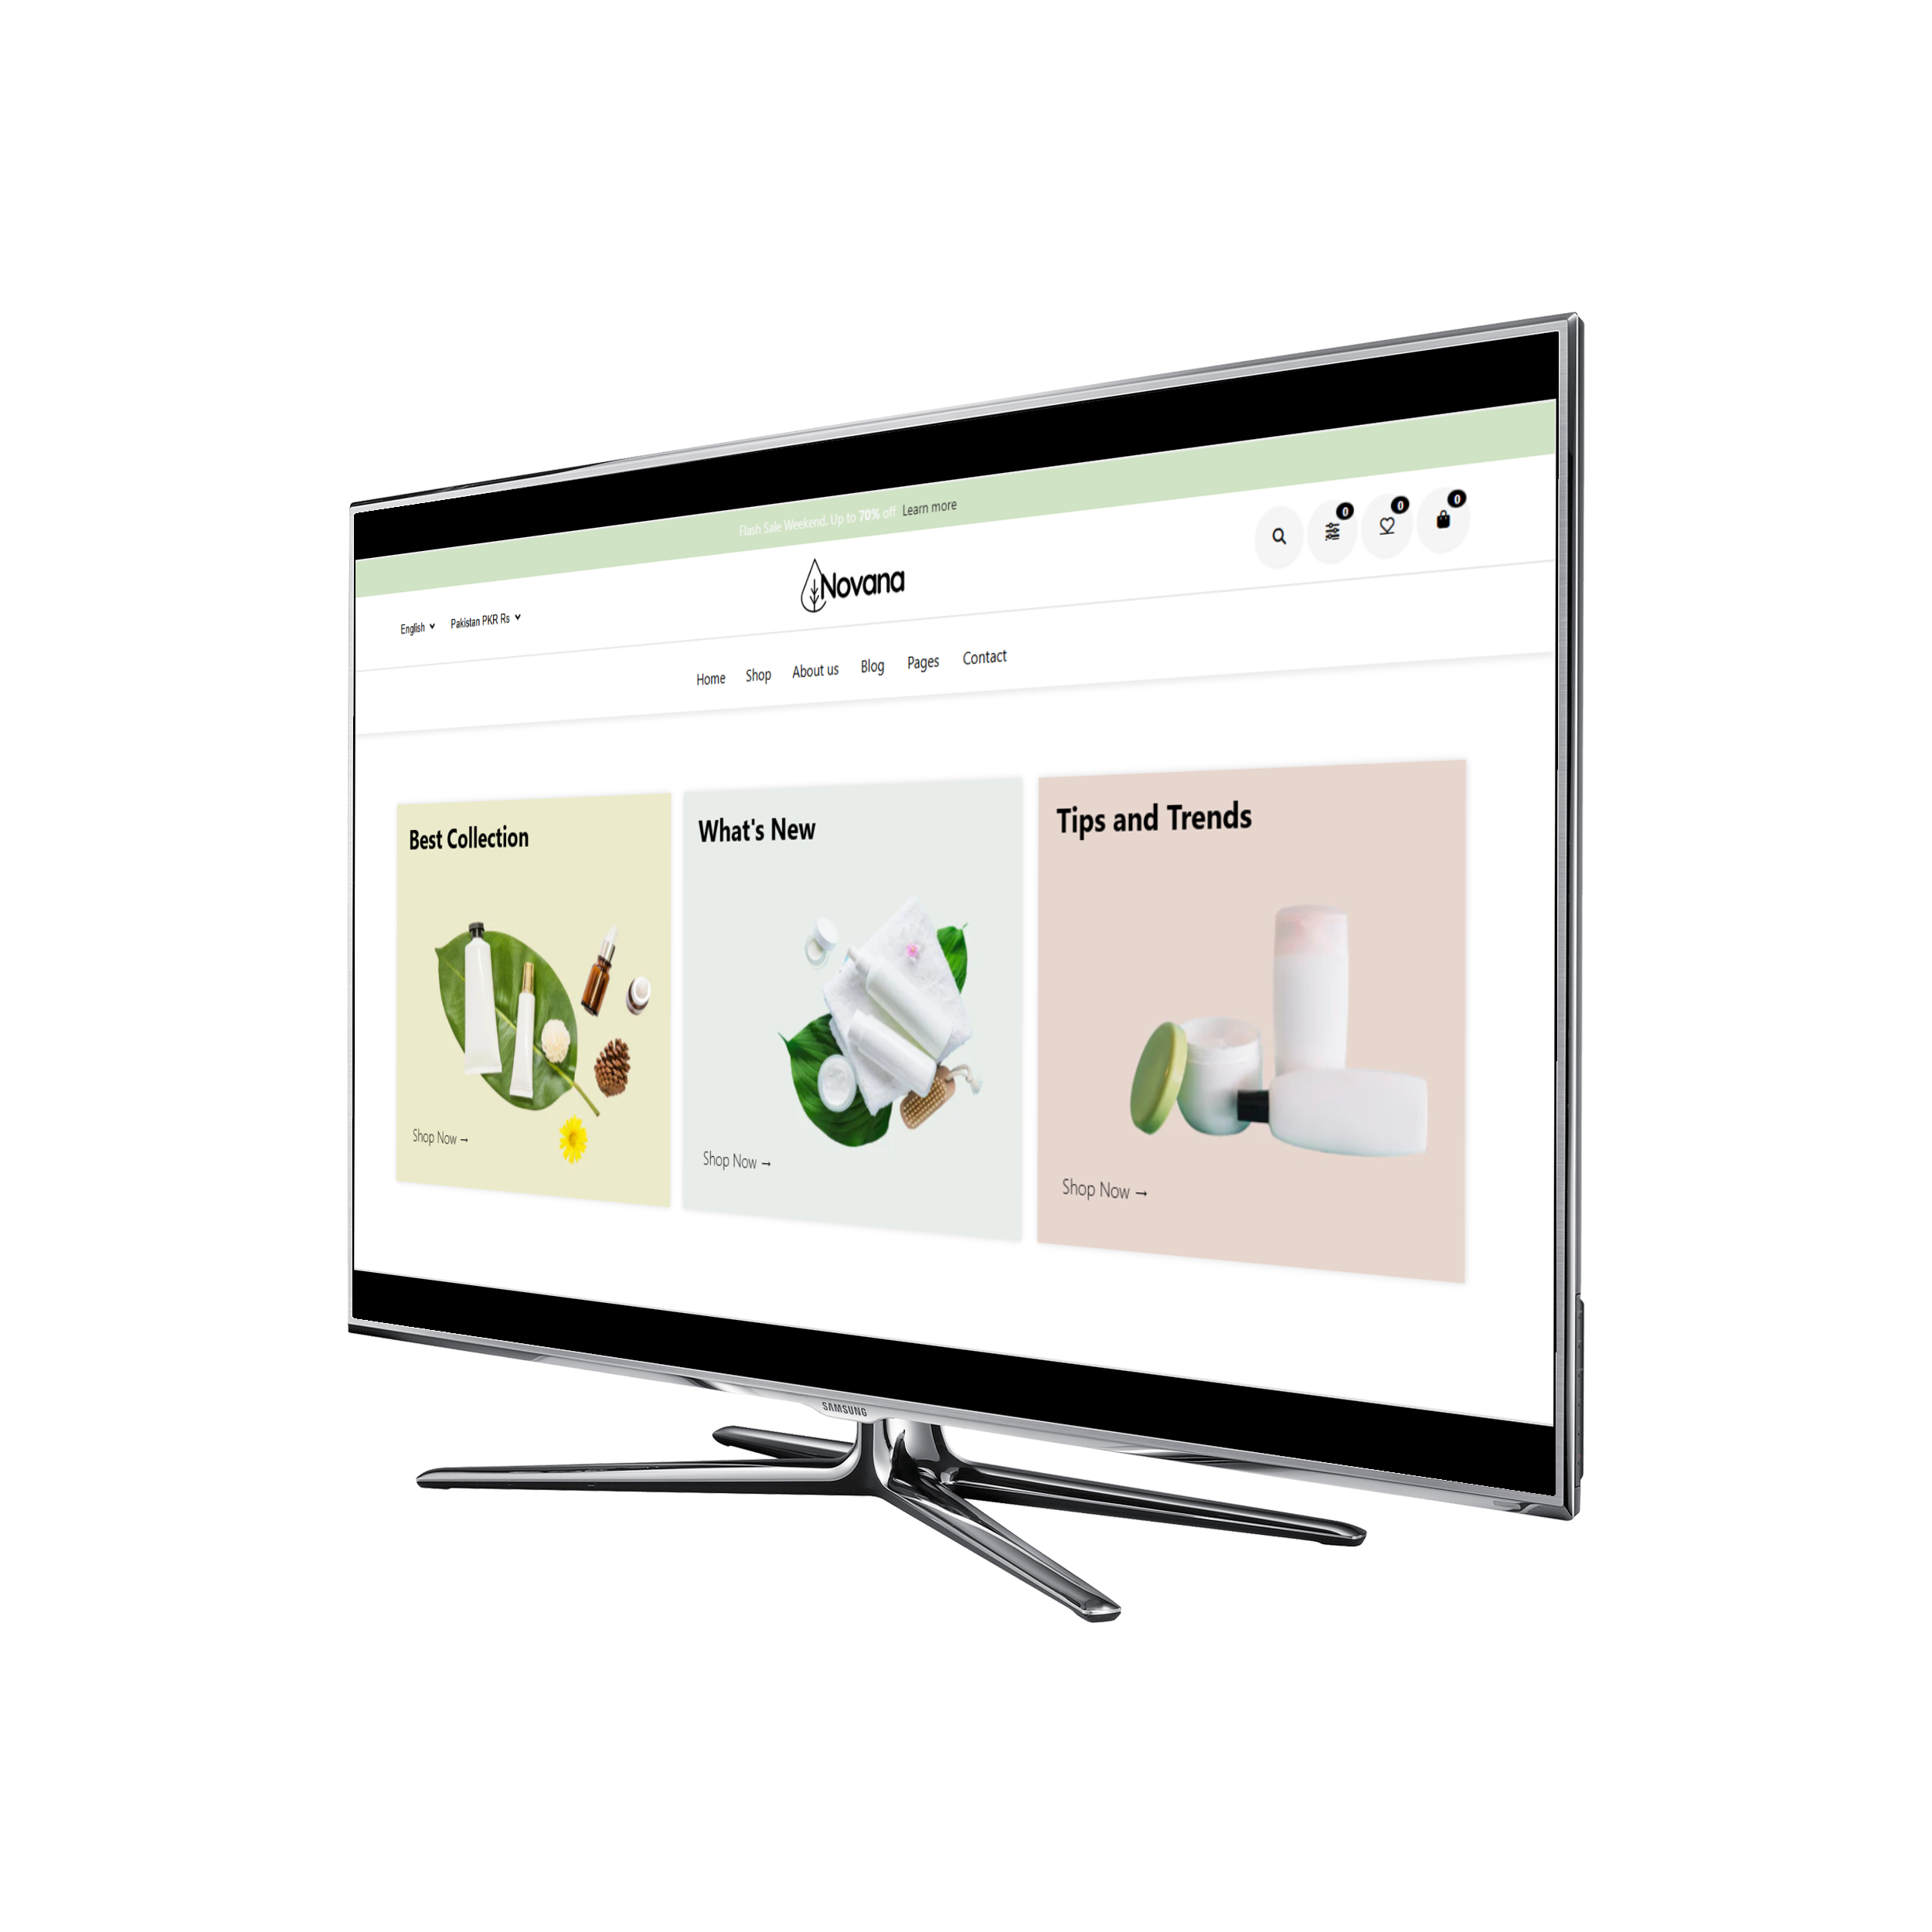 Flash Sale Weekend. Up to 70% off Learn more
English Pakistan PKR Rs
Novana
0 0 0
Home Shop About us Blog Pages Contact
Best Collection
What's New
Tips and Trends
Shop Now →
Shop Now →
Shop Now →
SAMSUNG